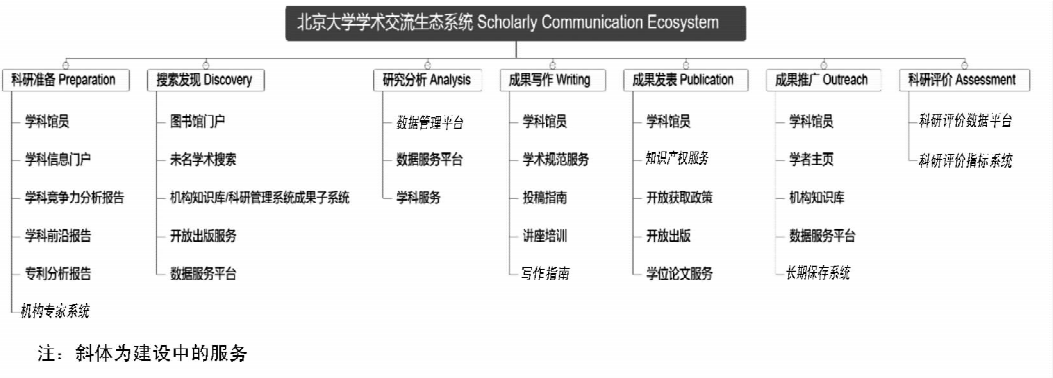 北京大学学术交流生态系统 Scholarly Communication Ecosystem
科研准备 Preparation
学科馆员
学科信息门户
学科竞争力分析报告
学科前沿报告
专利分析报告
机构专家系统
搜索发现 Discovery
图书馆门户
未名学术搜索
机构知识库/科研管理系统成果子系统
开放出版服务
数据服务平台
研究分析 Analysis
数据管理平台
数据服务平台
学科服务
成果写作 Writing
学科馆员
学术规范服务
投稿指南
讲座培训
写作指南
成果发表 Publication
学科馆员
知识产权服务
开放获取政策
开放出版
学位论文服务
成果推广 Outreach
学科馆员
学者主页
机构知识库
数据服务平台
长期保存系统
科研评价 Assessment
科研评价数据平台
科研评价指标系统
注：斜体为建设中的服务